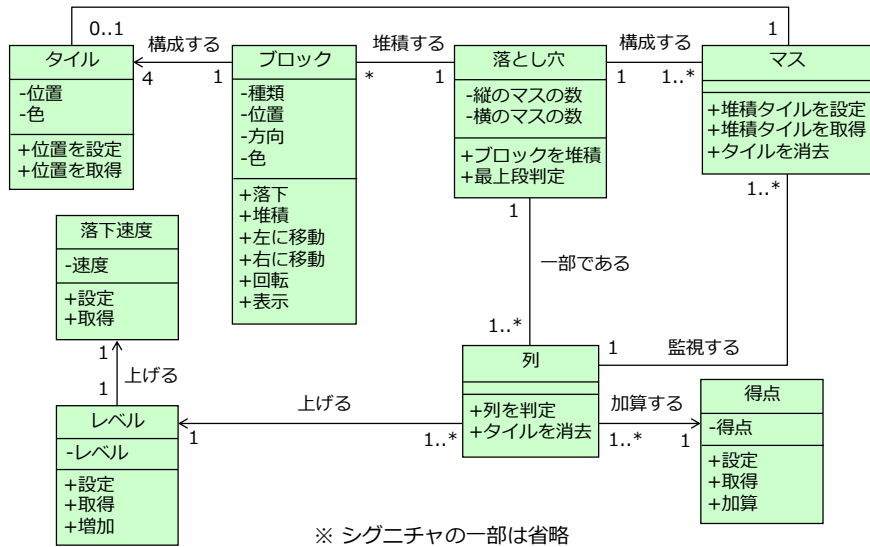 0..1
1
構成する
堆積する
構成する
タイル
-位置
-色
+位置を設定
+位置を取得
4
1
ブロック
-種類
-位置
-方向
-色
+落下
+堆積
+左に移動
+右に移動
+回転
+表示
*
1
落とし穴
-縦のマスの数
-横のマスの数
+ブロックを堆積
+最上段判定
1
1..*
マス
+堆積タイルを設定
+堆積タイルを取得
+タイルを消去
1..*
1
一部である
1..*
落下速度
-速度
+設定
+取得
1
上げる
1
レベル
-レベル
+設定
+取得
+増加
1
上げる
1..*
列
+列を判定
+タイルを消去
1
監視する
加算する
1..*
1
得点
-得点
+設定
+取得
+加算
※ シグニチャの一部は省略